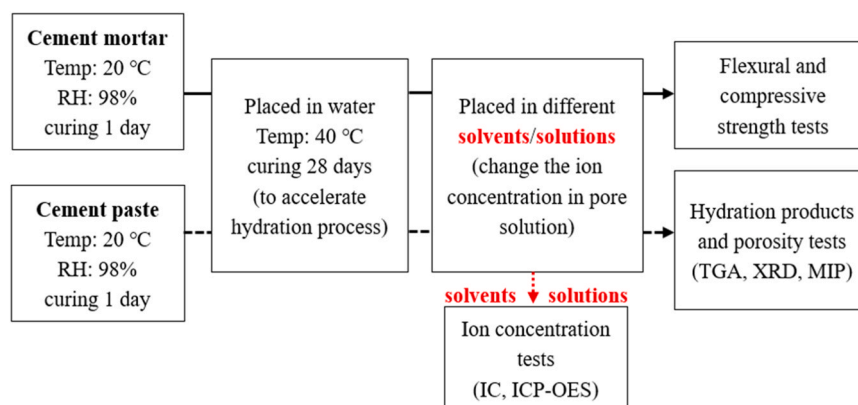 Cement mortar
Temp: 20 ℃
RH: 98%
curing 1 day
Cement paste
Temp: 20 ℃
RH: 98%
curing 1 day
Placed in water
Temp: 40 ℃
curing 28 days
(to accelerate
hydration process)
Placed in different
solvents/solutions
(change the ion
concentration in pore
solution)
Flexural and
compressive
strength tests
Hydration products
and porosity tests
(TGA, XRD, MIP)
solvents solutions
Ion concentration
tests
(IC, ICP-OES)